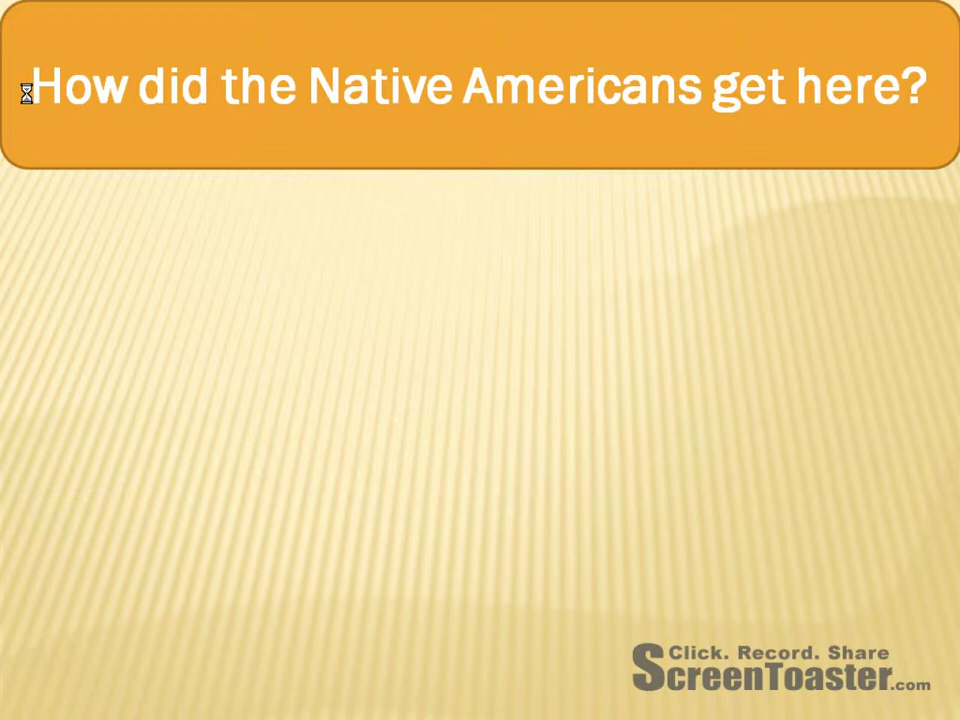 How did the Native Americans get here?
Click. Record. Share
ScreenToaster.com